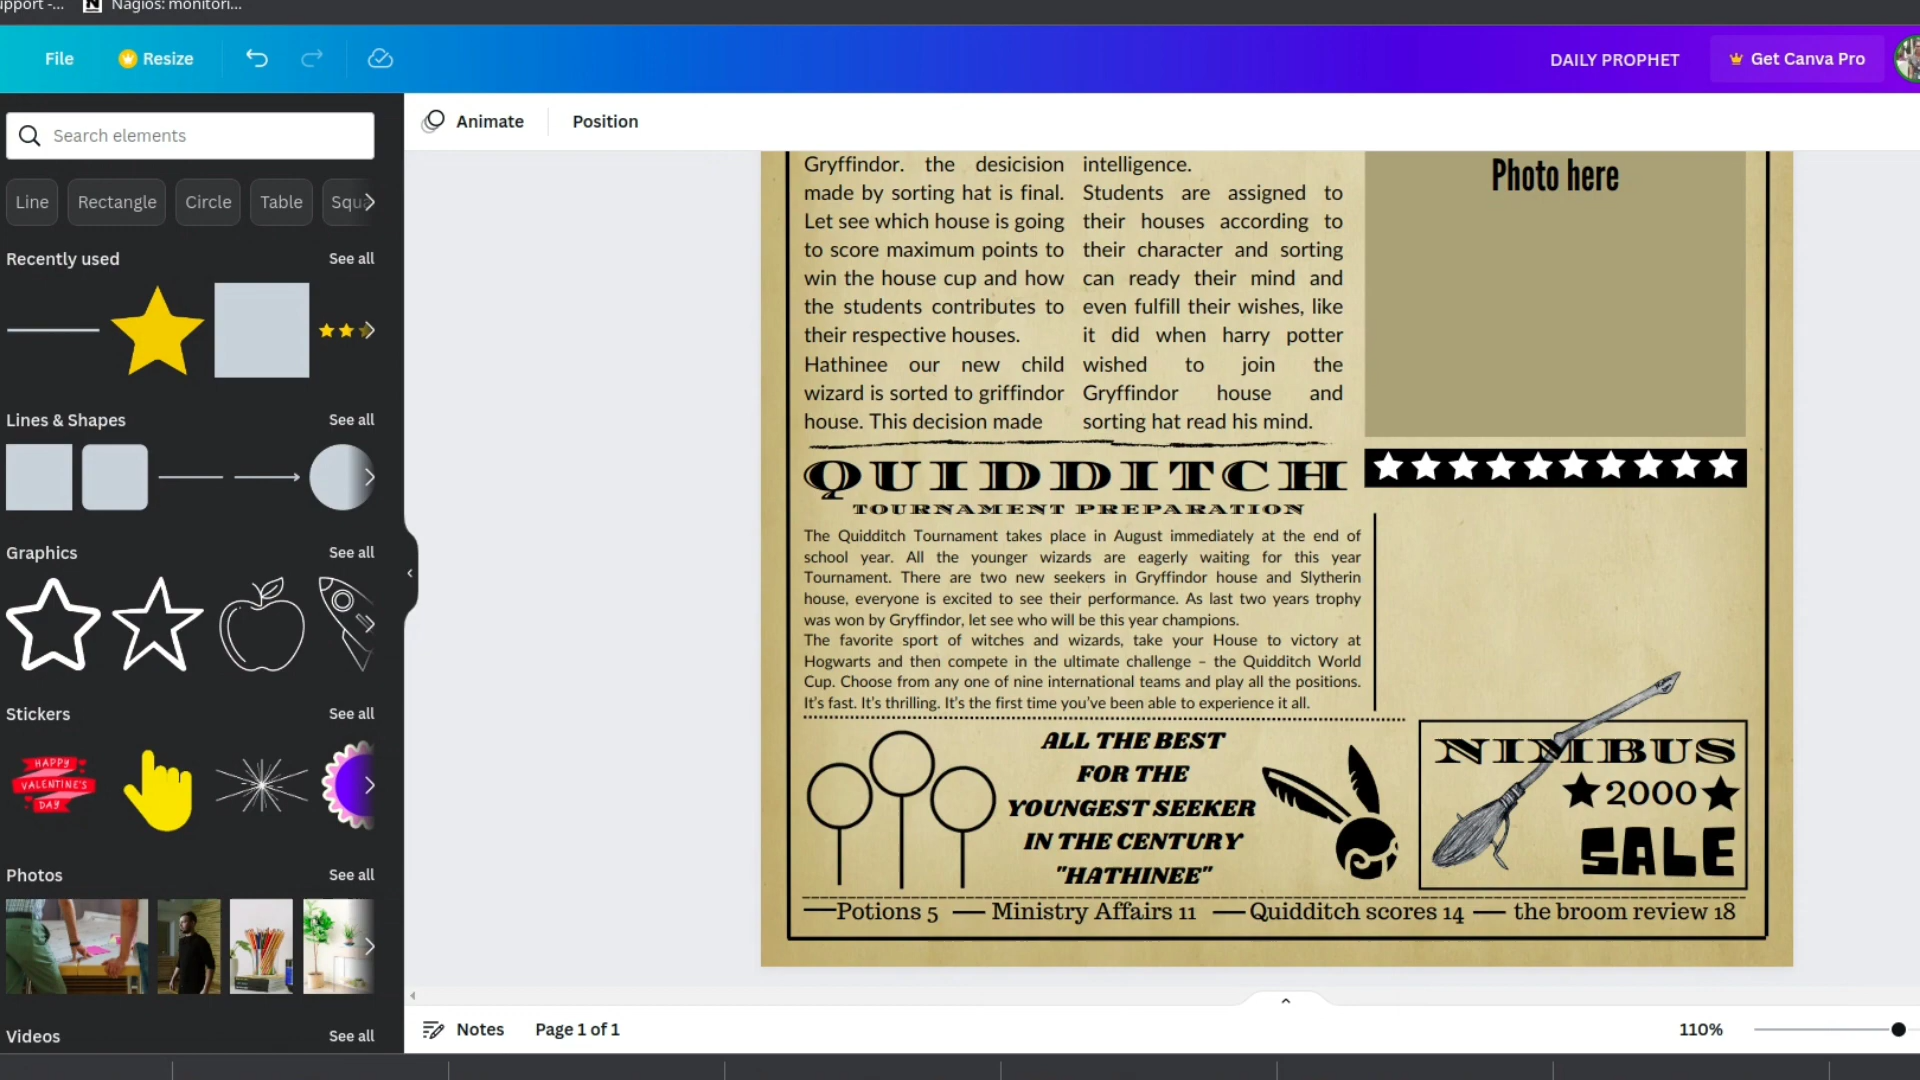 upport -...
Nagios: monitori...
File
Resize
DAILY PROPHET
Get Canva Pro
Search elements
Animate
Position
Line
Rectangle
Circle
Table
Squ
Recently used
See all
Lines & Shapes
See all
Graphics
See all
Stickers
See all
HAPPY
VALENTINE'S
DAY
Photos
See all
Videos
See all
Gryffindor. the desicision
made by sorting hat is final.
Let see which house is going
to score maximum points to
win the house cup and how
the students contributes to
their respective houses.
Hathinee our new child
wizard is sorted to griffindor
house. This decision made
intelligence.
Students are assigned to
their houses according to
their character and sorting
can ready their mind and
even fulfill their wishes, like
it did when harry potter
wished to join the
Gryffindor house and
sorting hat read his mind.
Photo here
QUIDDITCH
TOURNAMENT PREPARATION
The Quidditch Tournament takes place in August immediately at the end of
school year. All the younger wizards are eagerly waiting for this year
Tournament. There are two new seekers in Gryffindor house and Slytherin
house, everyone is excited to see their performance. As last two years trophy
was won by Gryffindor, let see who will be this year champions.
The favorite sport of witches and wizards, take your House to victory at
Hogwarts and then compete in the ultimate challenge – the Quidditch World
Cup. Choose from any one of nine international teams and play all the positions.
It's fast. It's thrilling. It's the first time you've been able to experience it all.
ALL THE BEST
FOR THE
YOUNGEST SEEKER
IN THE CENTURY
"HATHINEE"
NIMBUS
2000
SALE
Potions 5 — Ministry Affairs 11 — Quidditch scores 14 — the broom review 18
Notes
Page 1 of 1
110%